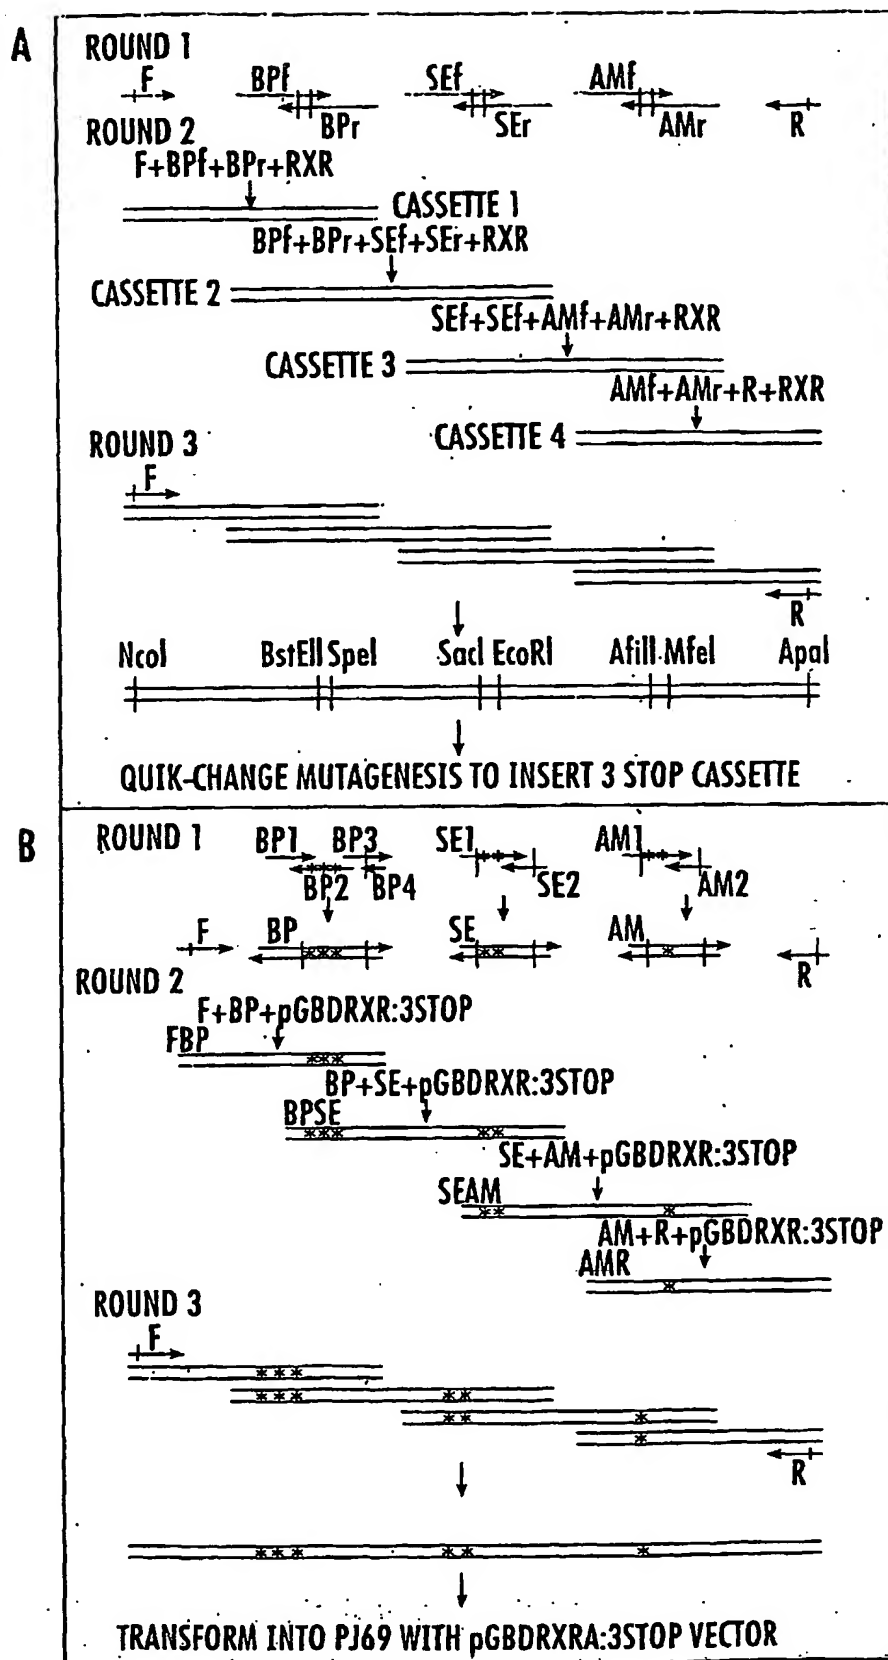 A
ROUND 1
F BPf SEf AMf
BPr SEr AMr R
ROUND 2
F+BPf+BPr+RXR
CASSETTE 1
BPf+BPr+SEf+SEr+RXR
CASSETTE 2
SEf+SEf+AMf+AMr+RXR
CASSETTE 3
AMf+AMr+R+RXR
CASSETTE 4
ROUND 3
F
R
NcoI BstEII SpeI SacI EcoRI AfiII MfeI ApaI
QUIK-CHANGE MUTAGENESIS TO INSERT 3 STOP CASSETTE
B
ROUND 1 BP1 BP3 SE1 AM1
BP2 BP4 SE2 AM2
F BP SE AM
R
ROUND 2
F+BP+pGBDRXR:3STOP
FBP
***
BP+SE+pGBDRXR:3STOP
BPSE
*** **
SE+AM+pGBDRXR:3STOP
SEAM
** *
AM+R+pGBDRXR:3STOP
AMR
*
ROUND 3
F
***
*** **
** *
*
R
*** ** *
TRANSFORM INTO PJ69 WITH pGBDRXRA:3STOP VECTOR